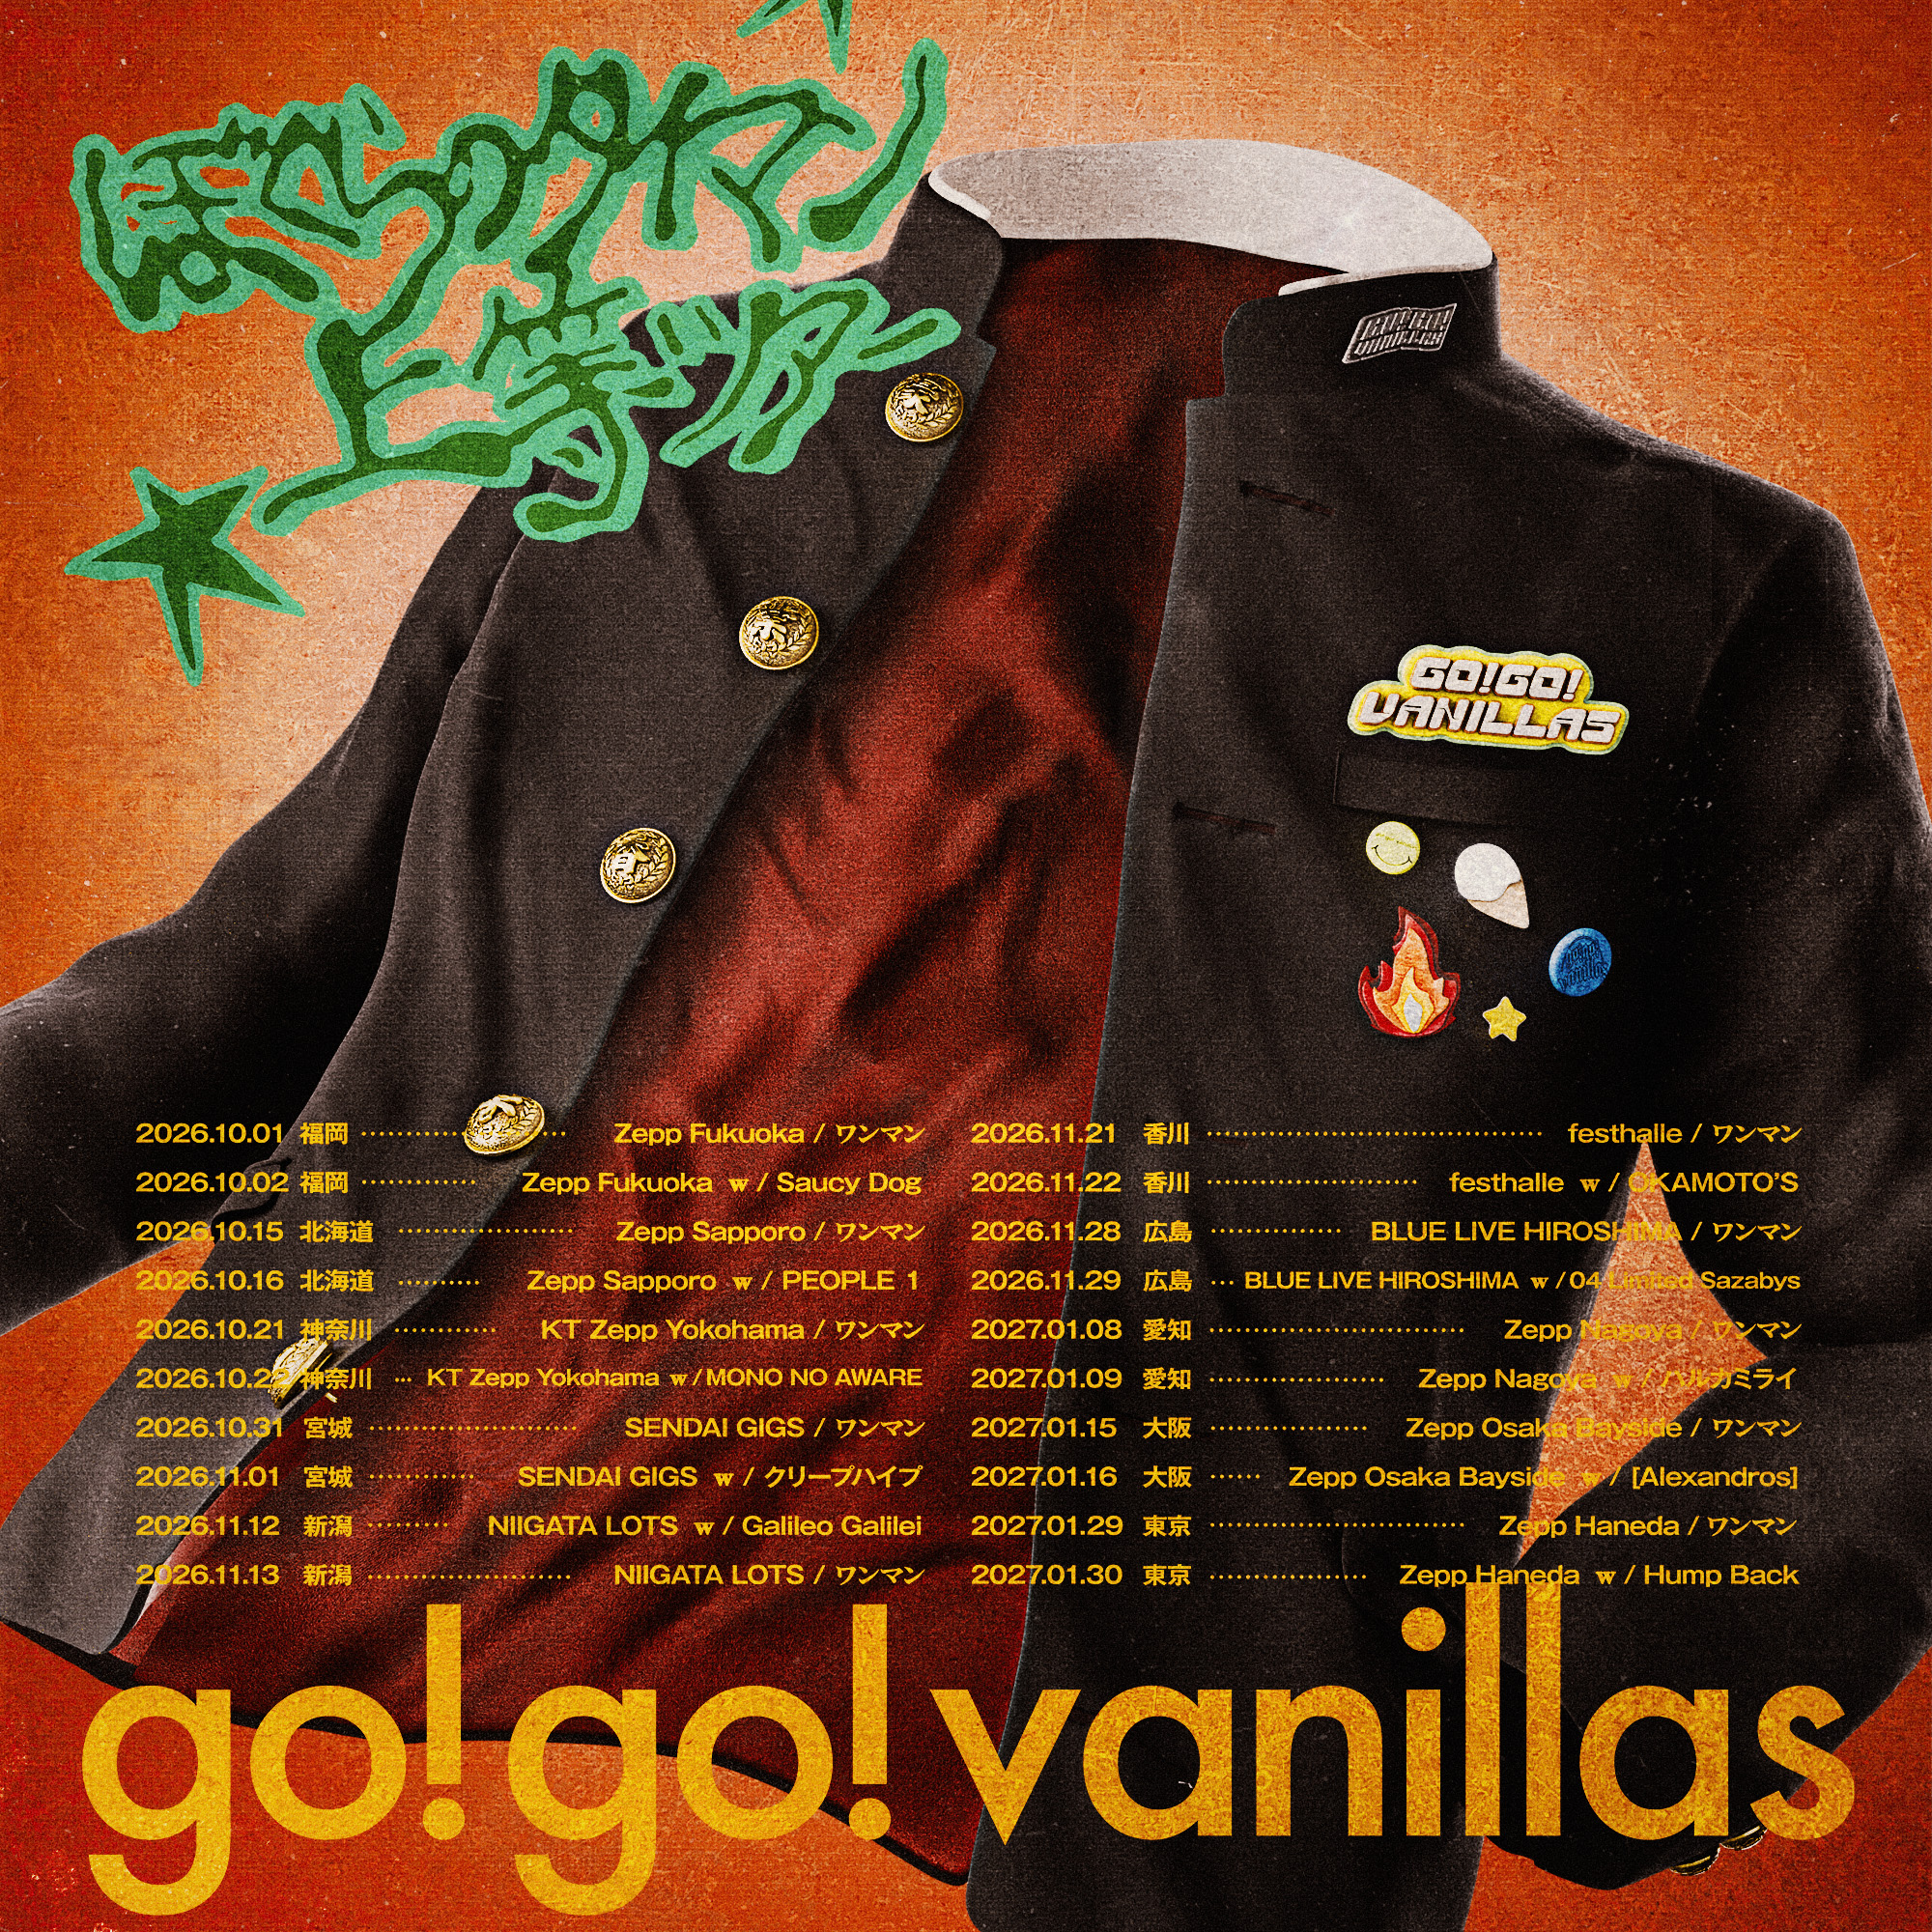 GO!GO!
VANILLAS
GO!GO!
VANILLAS
2026.10.01 福岡 ‥‥‥‥‥ Zepp Fukuoka / ワンマン
2026.10.02 福岡 ‥‥‥‥‥ Zepp Fukuoka w / Saucy Dog
2026.10.15 北海道 ‥‥‥‥‥ Zepp Sapporo / ワンマン
2026.10.16 北海道 ‥‥‥‥‥ Zepp Sapporo w / PEOPLE 1
2026.10.21 神奈川 ‥‥‥‥‥ KT Zepp Yokohama / ワンマン
2026.10.22 神奈川 … KT Zepp Yokohama w / MONO NO AWARE
2026.10.31 宮城 ‥‥‥‥‥ SENDAI GIGS / ワンマン
2026.11.01 宮城 ‥‥‥‥‥ SENDAI GIGS w / クリープハイプ
2026.11.12 新潟 ‥‥‥‥‥ NIIGATA LOTS w / Galileo Galilei
2026.11.13 新潟 ‥‥‥‥‥ NIIGATA LOTS / ワンマン
2026.11.21 香川 ‥‥‥‥‥ festhalle / ワンマン
2026.11.22 香川 ‥‥‥‥‥ festhalle w / OKAMOTO'S
2026.11.28 広島 ‥‥‥‥‥ BLUE LIVE HIROSHIMA / ワンマン
2026.11.29 広島 … BLUE LIVE HIROSHIMA w / 04 Limited Sazabys
2027.01.08 愛知 ‥‥‥‥‥ Zepp Nagoya / ワンマン
2027.01.09 愛知 ‥‥‥‥‥ Zepp Nagoya w / ハルカミライ
2027.01.15 大阪 ‥‥‥‥‥ Zepp Osaka Bayside / ワンマン
2027.01.16 大阪 ‥‥‥ Zepp Osaka Bayside w / [Alexandros]
2027.01.29 東京 ‥‥‥‥‥ Zepp Haneda / ワンマン
2027.01.30 東京 ‥‥‥‥‥ Zepp Haneda w / Hump Back
go!go!vanillas